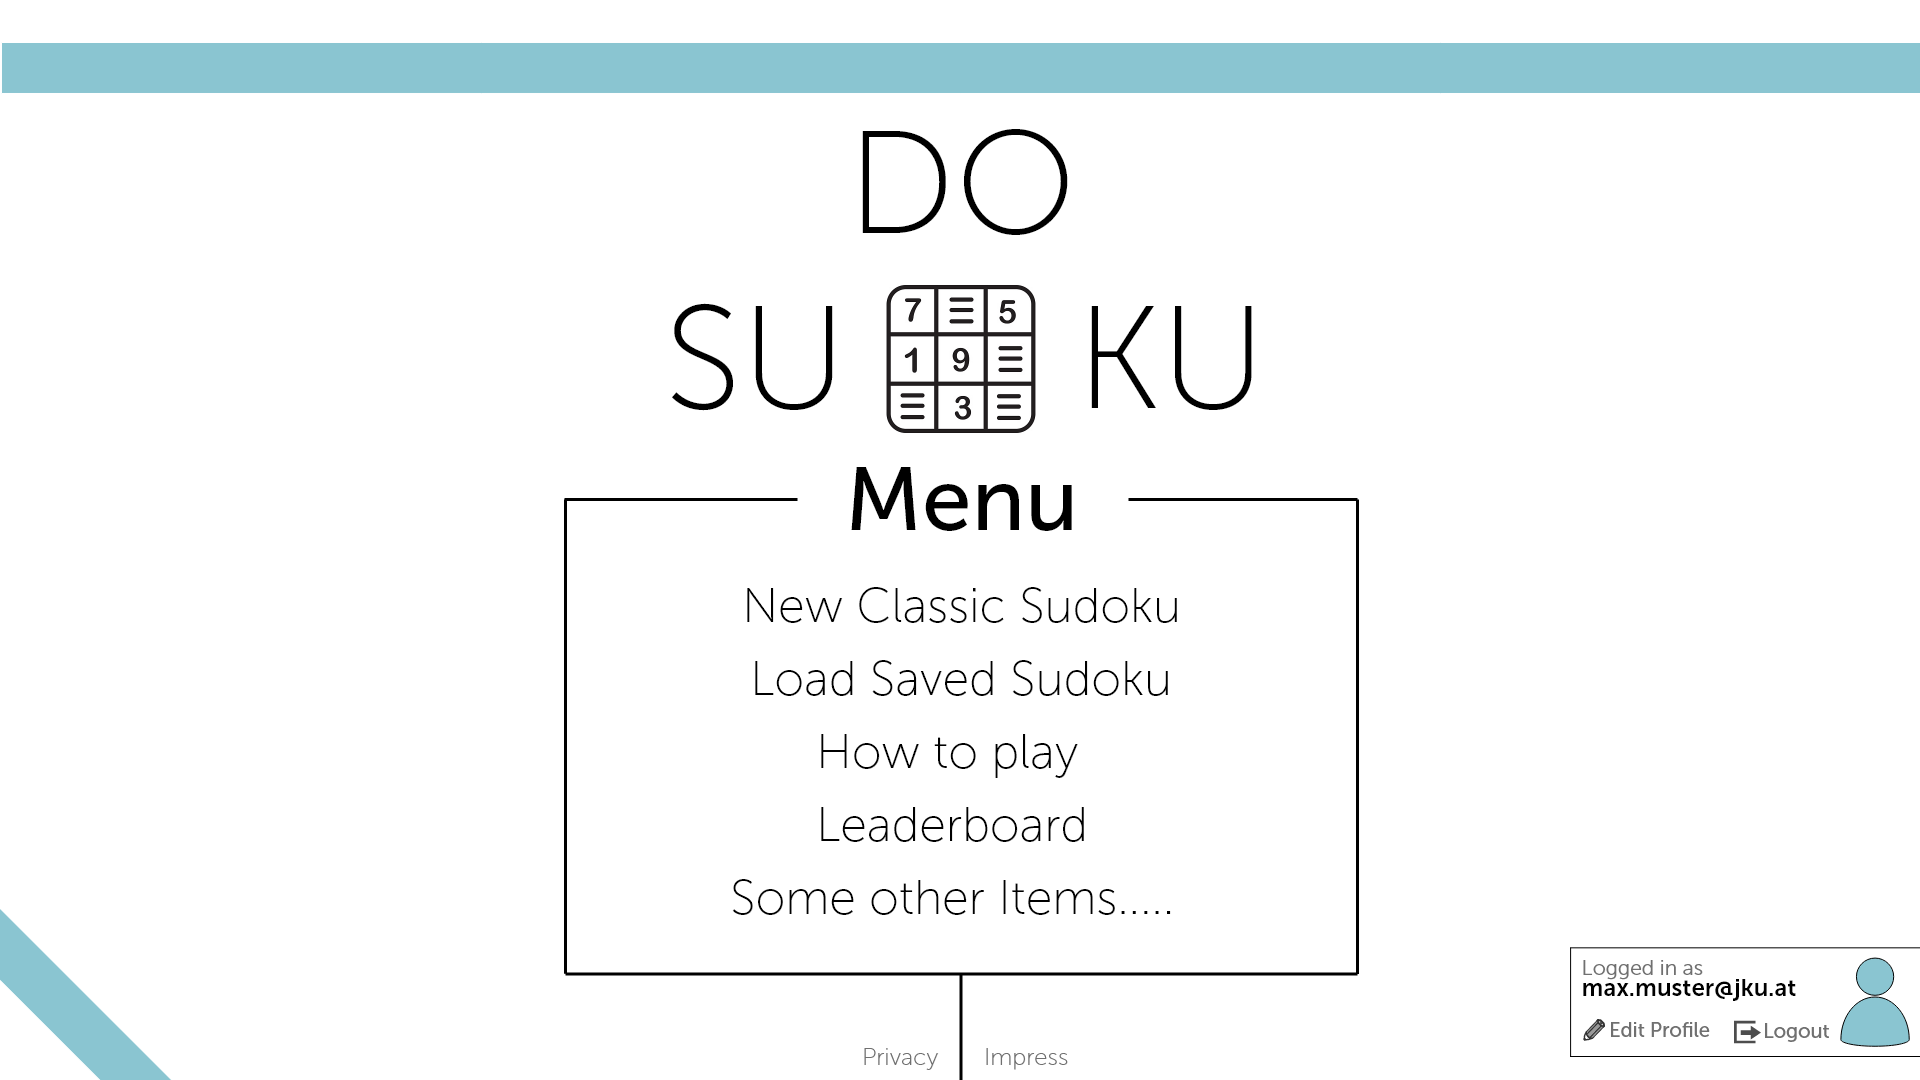 DO
SU KU
7 5
1 9
3
Menu
New Classic Sudoku
Load Saved Sudoku
How to play
Leaderboard
Some other Items.....
Logged in as
max.muster@jku.at
Edit Profile Logout
Privacy Impress